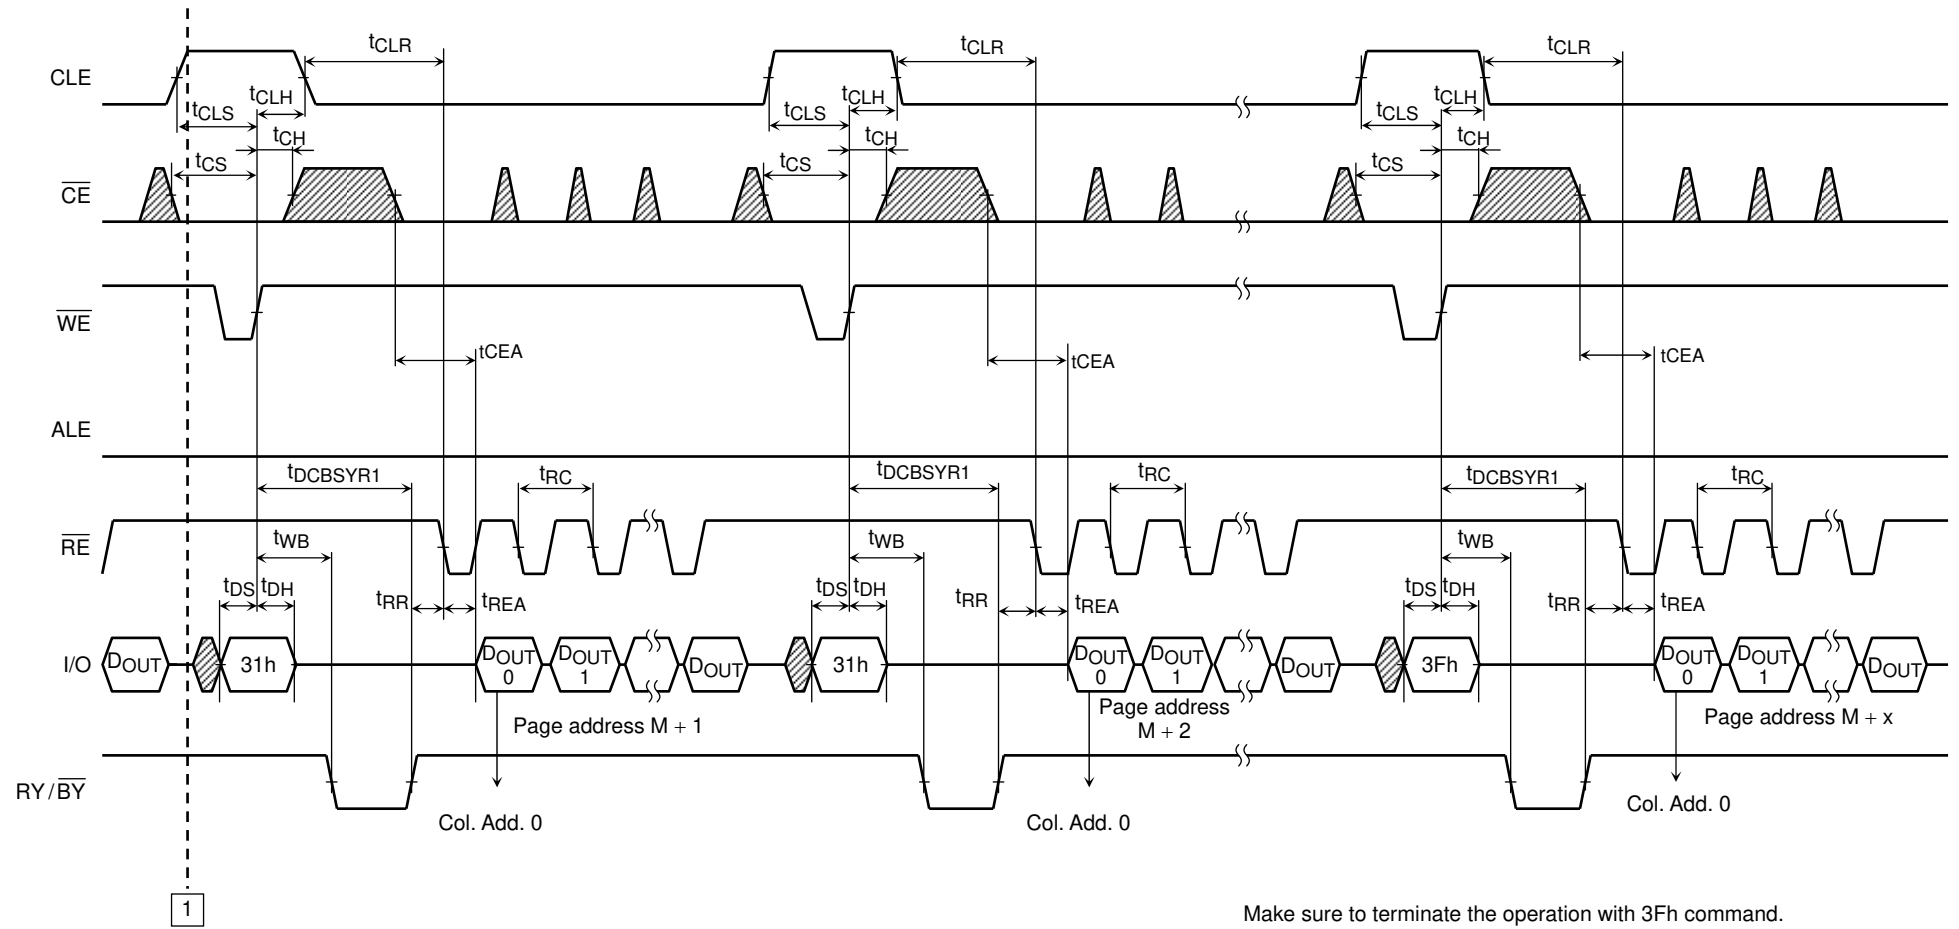 tCLR tCLR tCLR
CLE
tCLH tCLH tCLH
tCLS tCLS tCLS
tCH tCH tCH
tCS tCS tCS
CE
WE
tCEA tCEA tCEA
ALE
tDCBSYR1 tDCBSYR1 tDCBSYR1
tRC tRC tRC
RE
tWB tWB tWB
tDS tDH tDS tDH tDS tDH
tRR tREA tRR tREA tRR tREA
I/O DOUT 31h DOUT 0 DOUT 1 DOUT 31h DOUT 0 DOUT 1 DOUT 3Fh DOUT 0 DOUT 1 DOUT
Page address M + 1
Page address
M + 2
Page address M + x
RY/BY
Col. Add. 0 Col. Add. 0 Col. Add. 0
1
Make sure to terminate the operation with 3Fh command.